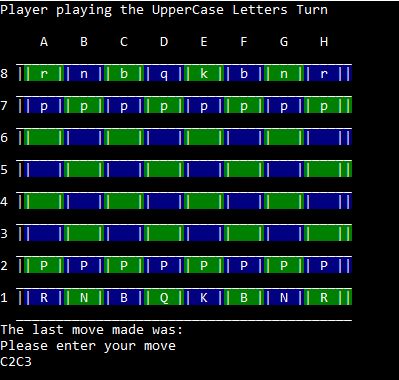 Player playing the UpperCase Letters Turn
A B C D E F G H
8 | r | n | b | q | k | b | n | r |
7 | p | p | p | p | p | p | p | p |
6 | | | | | | | | |
5 | | | | | | | | |
4 | | | | | | | | |
3 | | | | | | | | |
2 | P | P | P | P | P | P | P | P |
1 | R | N | B | Q | K | B | N | R |
The last move made was:
Please enter your move
C2C3